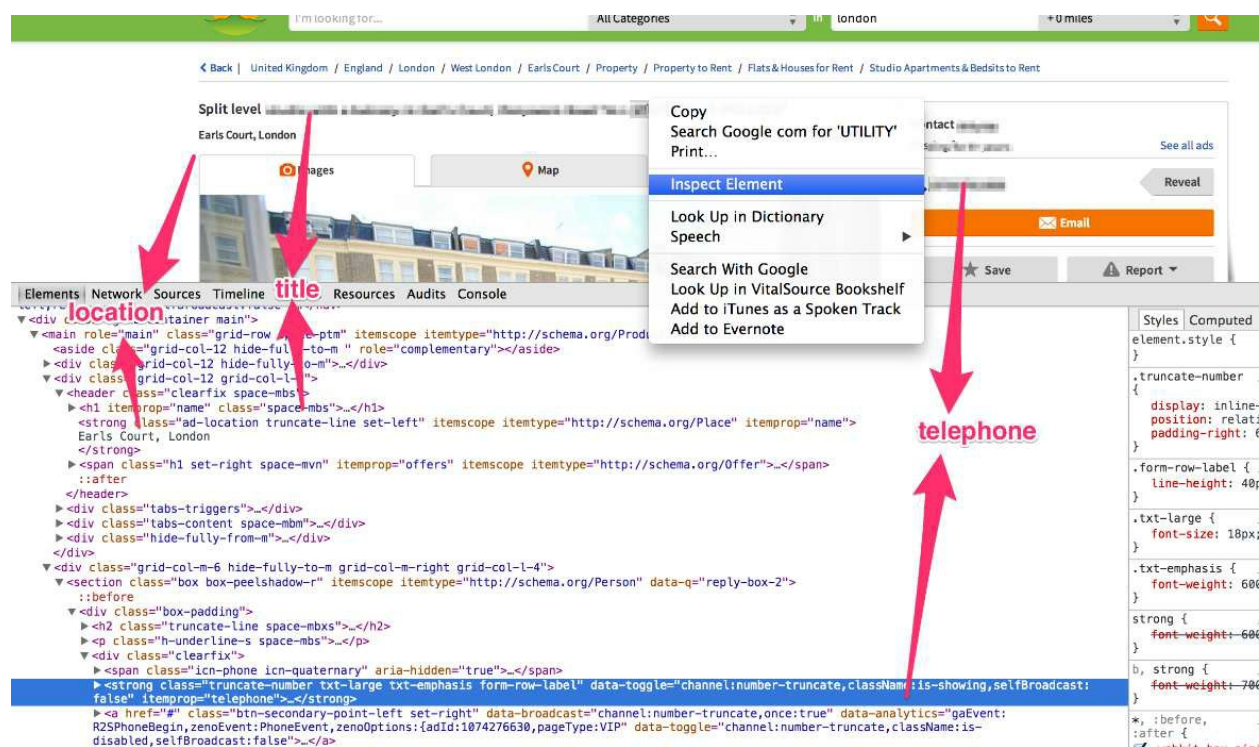 I'm looking for...
All Categories
in
london
+ 0 miles
Back | United Kingdom / England / London / West London / Earls Court / Property / Property to Rent / Flats & Houses for Rent / Studio Apartments & Bedsits to Rent
Split level
Earls Court, London
Images
Map
Copy
Search Google com for 'UTILITY'
Print...
Inspect Element
Look Up in Dictionary
Speech
Search With Google
Look Up in VitalSource Bookshelf
Add to iTunes as a Spoken Track
Add to Evernote
See all ads
Reveal
Email
Save
Report
Elements Network Sources Timeline title Resources Audits Console
location
<main role="main" class="grid-row
itemscope itemtype="http://schema.org/Produ
<aside
"grid-col-12 hide-fully-to-m " role="complementary"></aside>
hide-fully-to-m">…</div>
<div
"grid-col-12 grid-col-l-
<header
"clearfix space-mbs">
<h1
"name" class="space-mbs">…</h1>
<strong class="ad-location truncate-line set-left" itemscope itemtype="http://schema.org/Place" itemprop="name">
Earls Court, London
</strong>
<span class="h1 set-right space-mvn" itemprop="offers" itemscope itemtype="http://schema.org/Offer">…</span>
::after
</header>
<div class="tabs-triggers">…</div>
<div class="tabs-content space-mbm">…</div>
<div class="hide-fully-from-m">…</div>
</div>
<div class="grid-col-m-6 hide-fully-to-m grid-col-m-right grid-col-l-4">
<section class="box box-peelshadow-r" itemscope itemtype="http://schema.org/Person" data-q="reply-box-2">
::before
<div class="box-padding">
<h2 class="truncate-line space-mbxs">…</h2>
<p class="h-underline-s space-mbs">…</p>
<div class="clearfix">
<span class="icn-phone icn-quaternary" aria-hidden="true">…</span>
<strong class="truncate-number txt-large txt-emphasis form-row-label" data-toggle="channel:number-truncate,className:is-showing,selfBroadcast:
false" itemprop="telephone">…</strong>
<a href="#" class="btn-secondary-point-left set-right" data-broadcast="channel:number-truncate,once:true" data-analytics="gaEvent:
R2SPhoneBegin,zenoEvent:PhoneEvent,zenoOptions:{adId:1074276630,pageType:VIP" data-toggle="channel:number-truncate,className:is-
disabled,selfBroadcast:false">…</a>
telephone
Styles Computed
element.style {
}
.truncate-number
{
display: inline-
position: relati
padding-right: 6
}
.form-row-label {
line-height: 40p
}
.txt-large {
font-size: 18px;
}
.txt-emphasis {
font-weight: 600
}
strong {
font-weight: 600
}
b, strong {
font-weight: 700
}
*, :before,
:after {